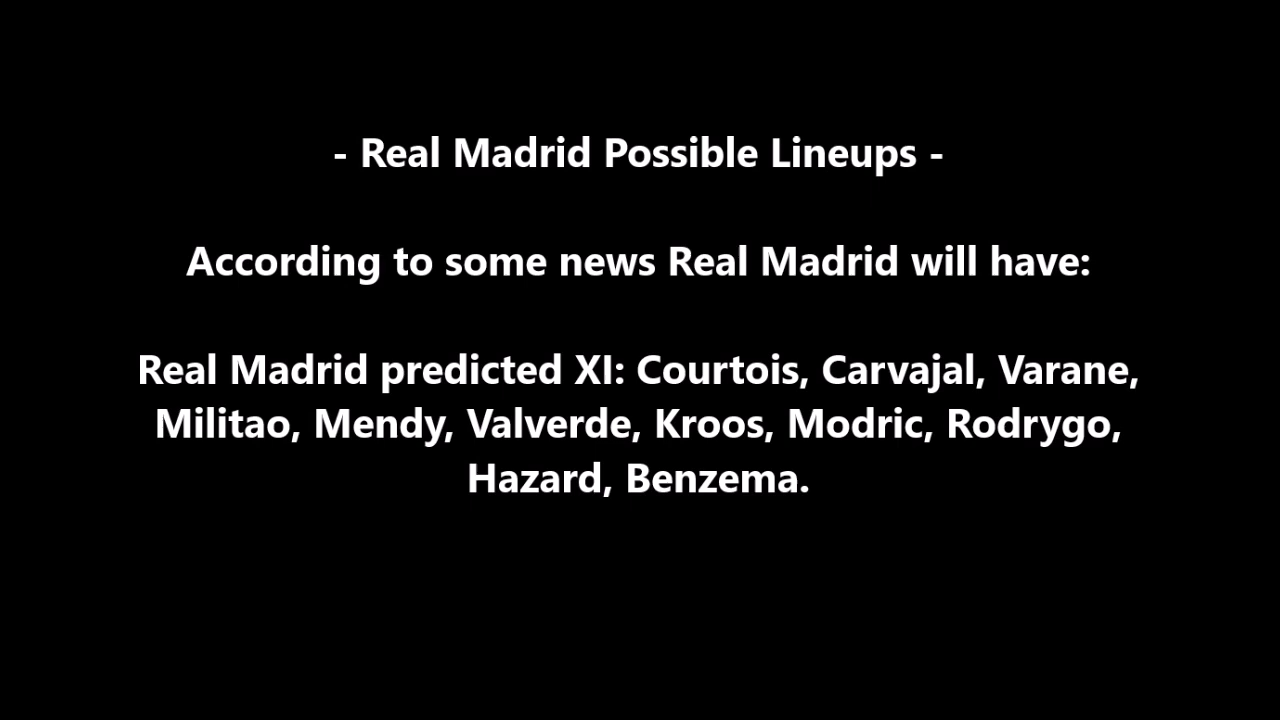 - Real Madrid Possible Lineups -
According to some news Real Madrid will have:
Real Madrid predicted XI: Courtois, Carvajal, Varane,
Militao, Mendy, Valverde, Kroos, Modric, Rodrygo,
Hazard, Benzema.